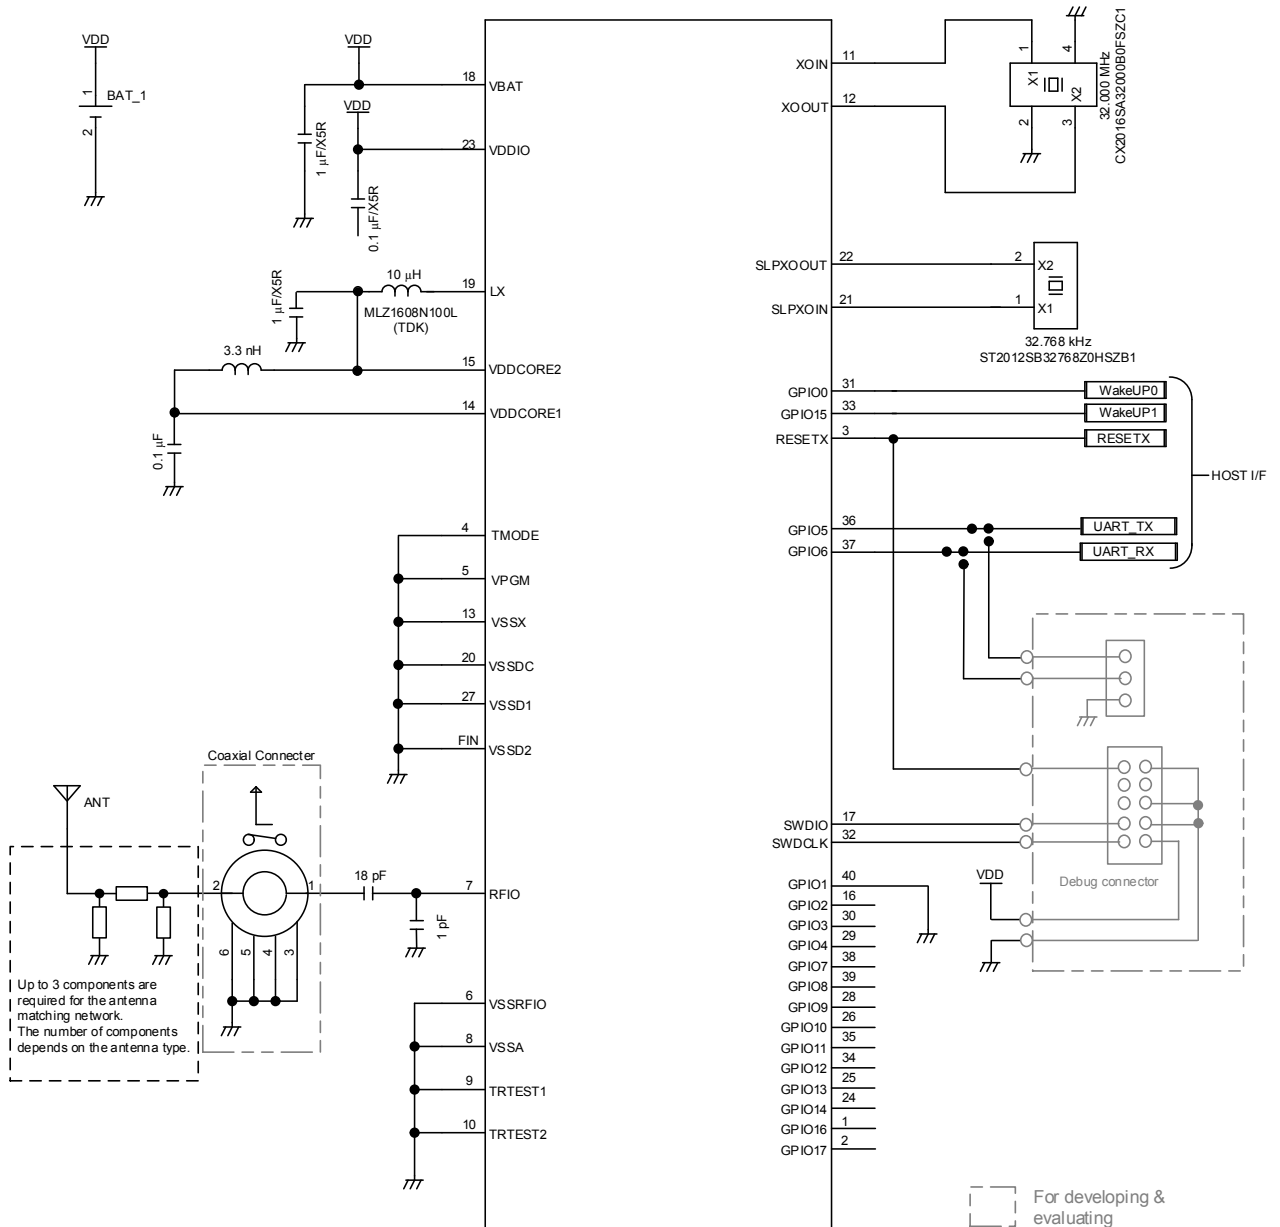 VDD
1
BAT_1
2
VDD
18
VBAT
1 µF/X5R
VDD
23
VDDIO
0.1 µF/X5R
10 µH
19
LX
MLZ1608N100L
(TDK)
1 µF/X5R
3.3 nH
15
VDDCORE2
14
VDDCORE1
0.1 µF
4
TMODE
5
VPGM
13
VSSX
20
VSSDC
27
VSSD1
FIN
VSSD2
Coaxial Connecter
ANT
2
1
6
5
4
3
18 pF
1 pF
7
RFIO
Up to 3 components are
required for the antenna
matching network.
The number of components
depends on the antenna type.
6
VSSRFIO
8
VSSA
9
TRTEST1
10
TRTEST2
XOIN
11
XOOUT
12
1
4
X1
X2
2
3
32.000 MHz
CX2016SA32000B0FSZC1
SLPXOOUT
22
2
X2
SLPXOIN
21
1
X1
32.768 kHz
ST2012SB32768Z0HSZB1
GPIO0
31
WakeUP0
GPIO15
33
WakeUP1
RESETX
3
RESETX
HOST I/F
GPIO5
36
UART_TX
GPIO6
37
UART_RX
SWDIO
17
SWDCLK
32
Debug connector
VDD
GPIO1
40
GPIO2
16
GPIO3
30
GPIO4
29
GPIO7
38
GPIO8
39
GPIO9
28
GPIO10
26
GPIO11
35
GPIO12
34
GPIO13
25
GPIO14
24
GPIO16
1
GPIO17
2
For developing &
evaluating